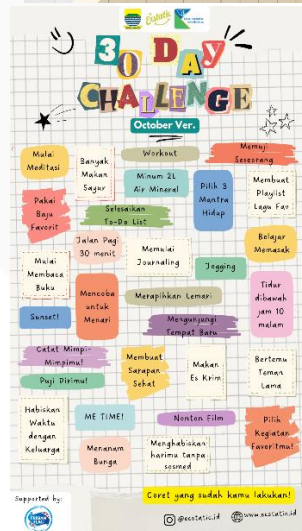 Ecstatic
30 DAY
CHALLENGE
October Ver.
Mulai
Meditasi
Banyak
Makan
Sayur
Workout
Memuji
Seseorang
Minum 2L
Air Mineral
Pilih 3
Mantra
Hidup
Membuat
Playlist
Lagu Fav
Pakai
Baju
Favorit
Selesaikan
To-Do List
Jalan Pagi
30 menit
Memulai
Journaling
Belajar
Memasak
Mulai
Membaca
Buku
Jogging
Mencoba
untuk
Menari
Merapihkan Lemari
Tidur
dibawah
jam 10
malam
Sunset!
Mengunjungi
Tempat Baru
Catat Mimpi-
Mimpimu!
Membuat
Sarapan
Sehat
Makan
Es Krim
Bertemu
Teman
Lama
Puji Dirimu!
Habiskan
Waktu
dengan
Keluarga
ME TIME!
Nonton Film
Pilih
Kegiatan
Favoritmu!
Menanam
Bunga
Menghabiskan
harimu tanpa
sosmed
Supported by:
Coret yang sudah kamu lakukan!
@ecstatic.id
www.ecstatic.id